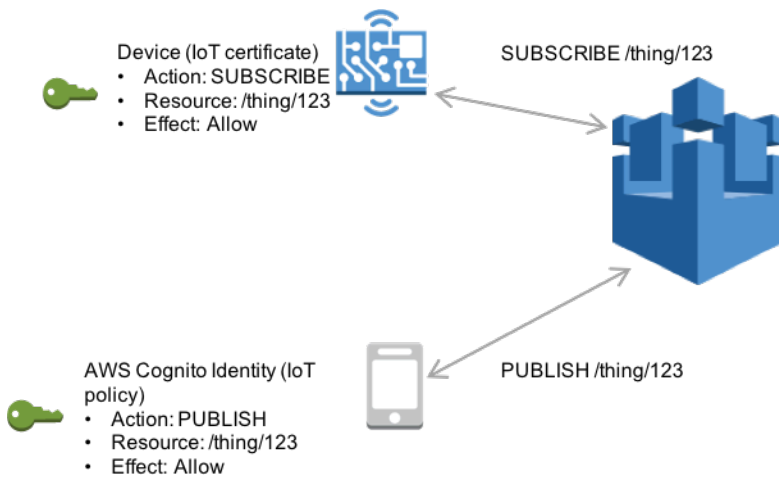 Device (IoT certificate)
• Action: SUBSCRIBE
• Resource: /thing/123
• Effect: Allow
SUBSCRIBE /thing/123
AWS Cognito Identity (IoT
policy)
• Action: PUBLISH
• Resource: /thing/123
• Effect: Allow
PUBLISH /thing/123